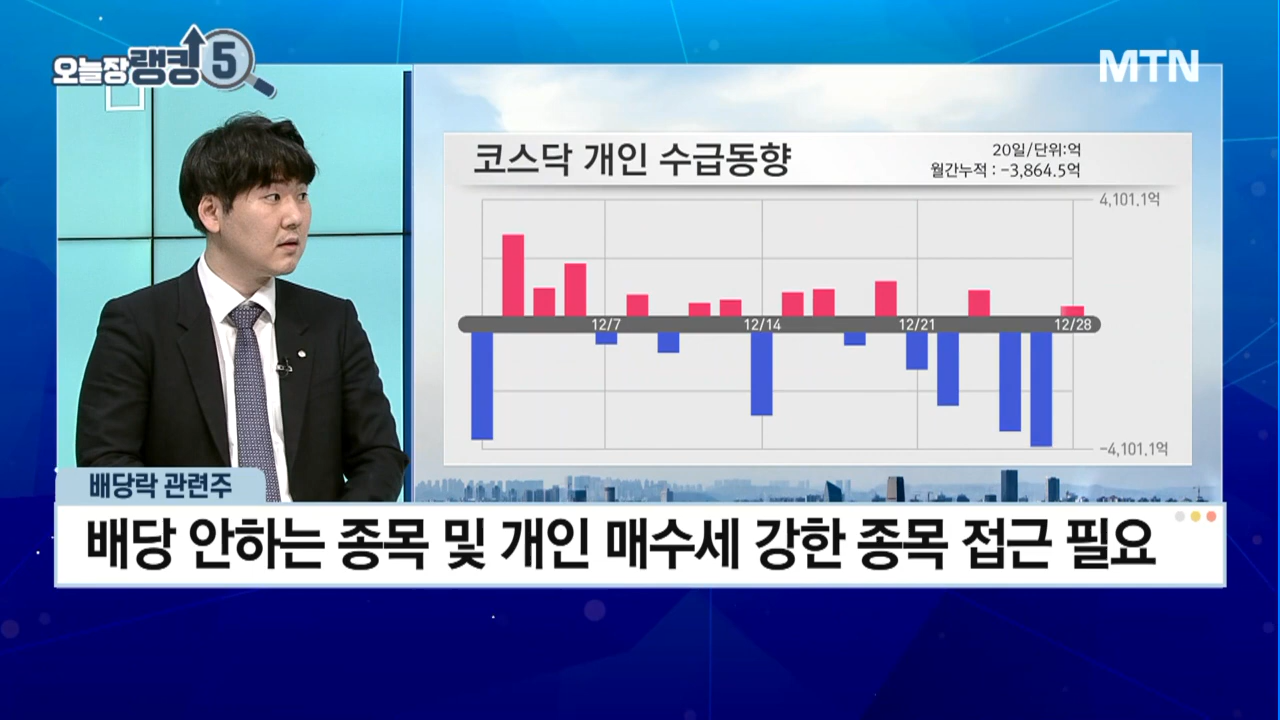 오늘장 랭킹 5
MTN
코스닥 개인 수급동향
20일/단위:억
월간누적 : -3,864.5억
4,101.1억
12/7
12/14
12/21
12/28
-4,101.1억
배당락 관련주
배당 안하는 종목 및 개인 매수세 강한 종목 접근 필요